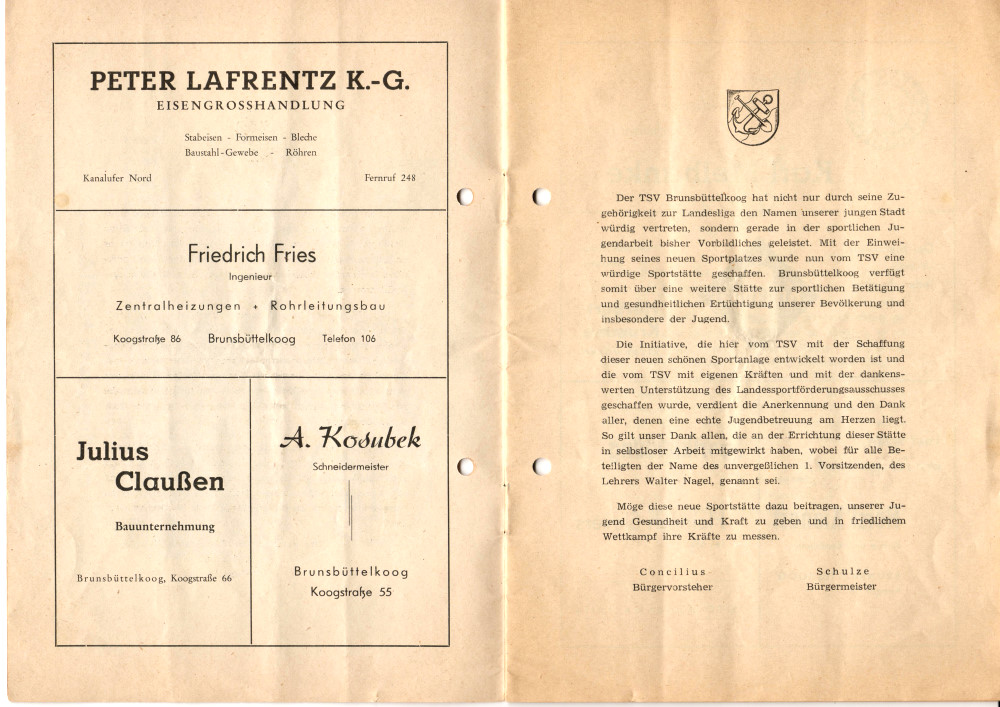 PETER LAFRENTZ K.-G.
EISENGROSSHANDLUNG
Stabeisen - Formeisen - Bleche
Baustahl-Gewebe - Röhren
Kanalufer Nord Fernruf 248
Friedrich Fries
Ingenieur
Zentralheizungen + Rohrleitungsbau
Koogstraße 86 Brunsbüttelkoog Telefon 106
Julius
Claußen
Bauunternehmung
Brunsbüttelkoog, Koogstraße 66
A. Kosubek
Schneidermeister
Brunsbüttelkoog
Koogstraße 55
Der TSV Brunsbüttelkoog hat nicht nur durch seine Zu-
gehörigkeit zur Landesliga den Namen unserer jungen Stadt
würdig vertreten, sondern gerade in der sportlichen Ju-
gendarbeit bisher Vorbildliches geleistet. Mit der Einwei-
hung seines neuen Sportplatzes wurde nun vom TSV eine
würdige Sportstätte geschaffen. Brunsbüttelkoog verfügt
somit über eine weitere Stätte zur sportlichen Betätigung
und gesundheitlichen Ertüchtigung unserer Bevölkerung und
insbesondere der Jugend.
Die Initiative, die hier vom TSV mit der Schaffung
dieser neuen schönen Sportanlage entwickelt worden ist und
die vom TSV mit eigenen Kräften und mit der dankens-
werten Unterstützung des Landessportförderungsausschusses
geschaffen wurde, verdient die Anerkennung und den Dank
aller, denen eine echte Jugendbetreuung am Herzen liegt.
So gilt unser Dank allen, die an der Errichtung dieser Stätte
in selbstloser Arbeit mitgewirkt haben, wobei für alle Be-
teiligten der Name des unvergeßlichen 1. Vorsitzenden, des
Lehrers Walter Nagel, genannt sei.
Möge diese neue Sportstätte dazu beitragen, unserer Ju-
gend Gesundheit und Kraft zu geben und in friedlichem
Wettkampf ihre Kräfte zu messen.
Concilius Schulze
Bürgervorsteher Bürgermeister